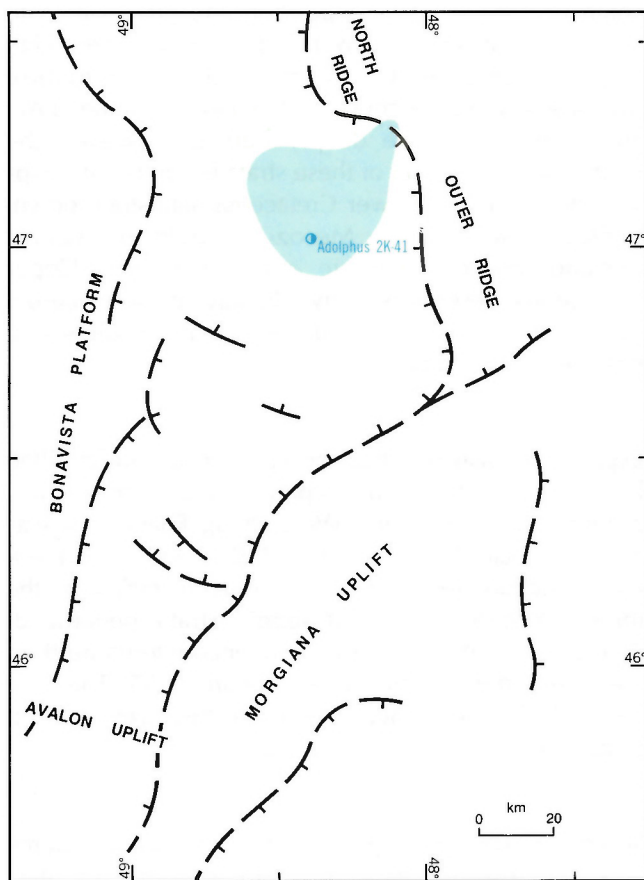 49°
48°
NORTH
RIDGE
OUTER
RIDGE
47°
47°
Adolphus 2K-41
BONAVISTA PLATFORM
MORGIANA UPLIFT
46°
46°
AVALON UPLIFT
km
0 20
49°
48°